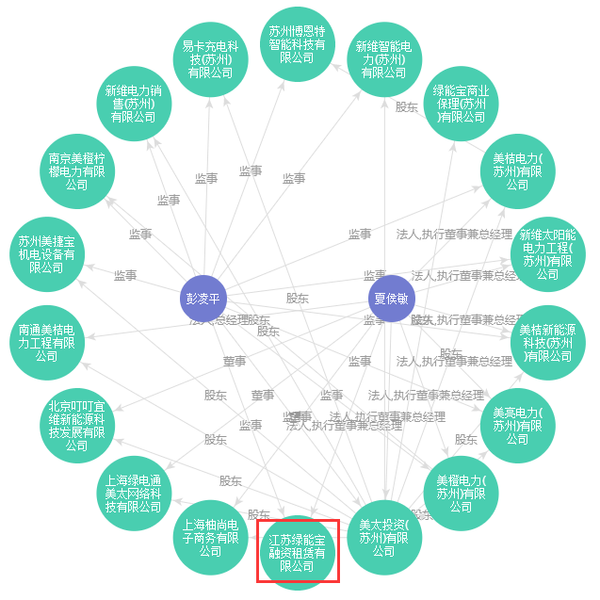 苏州博恩特
智能科技有
限公司
易卡充电科
技(苏州)
有限公司
新维智能电
力(苏州)
有限公司
新维电力销
售(苏州)
有限公司
绿能宝商业
保理(苏州
)有限公司
股东
南京美橙柠
檬电力有限
公司
美桔电力(
苏州)有限
公司
监事
监事
监事
监事
苏州美捷宝
机电设备有
限公司
监事
监事
法人,执行董事兼总经理
新维太阳能
电力工程(
苏州)有限
公司
监事
监事
法人,执行董事兼总经理
彭凌平
夏侯敏
股东
南通美桔电
力工程有限
公司
股东
股东
监事
法人,执行董事兼总经理
美桔新能源
科技(苏州
)有限公司
董事
监事
股东
法人,执行董事兼总经理
北京叮叮宜
维新能源科
技发展有限
公司
股东
董事
监事
法人,执行董事兼总经理
美亮电力(
苏州)有限
公司
监事
法人,执行董事兼总经理
法人,执行董事兼总经理
股东
股东
上海绿电通
美太网络科
技有限公司
股东
美橙电力(
苏州)有限
公司
上海柚尚电
子商务有限
公司
股东
江苏绿能宝
融资租赁有
限公司
美太投资(
苏州)有限
公司
股东